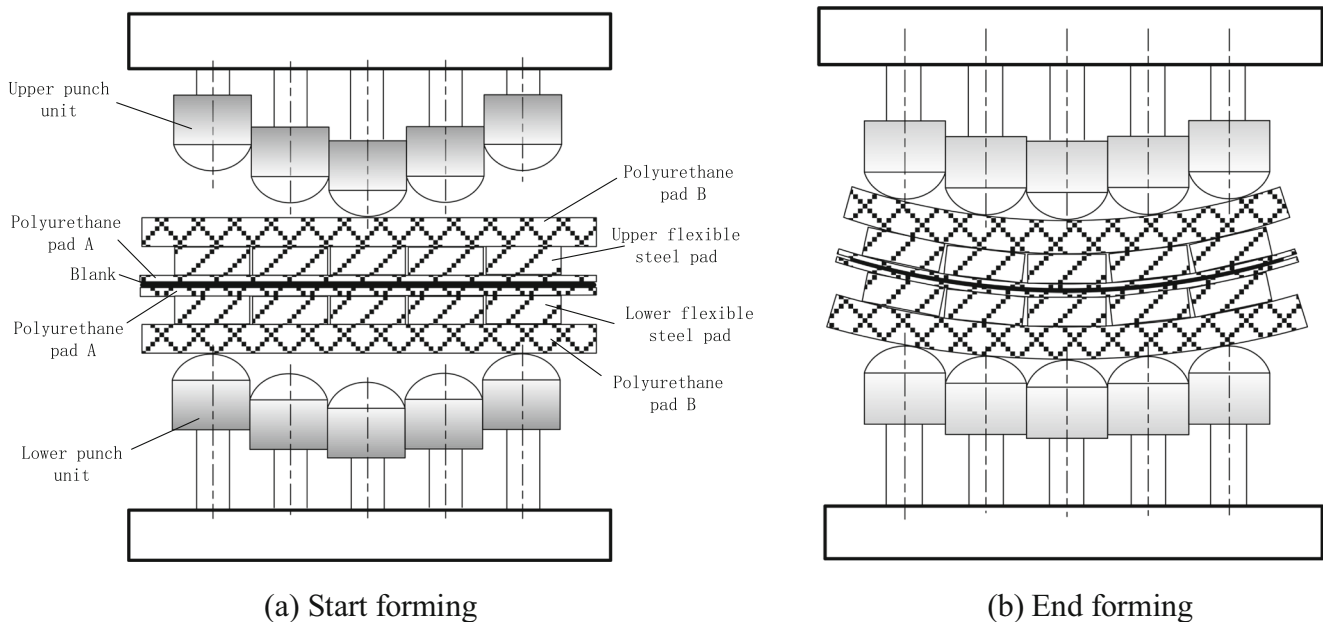 Upper punch
unit
Polyurethane
pad A
Blank
Polyurethane
pad A
Lower punch
unit
Polyurethane
pad B
Upper flexible
steel pad
Lower flexible
steel pad
Polyurethane
pad B
(a) Start forming
(b) End forming